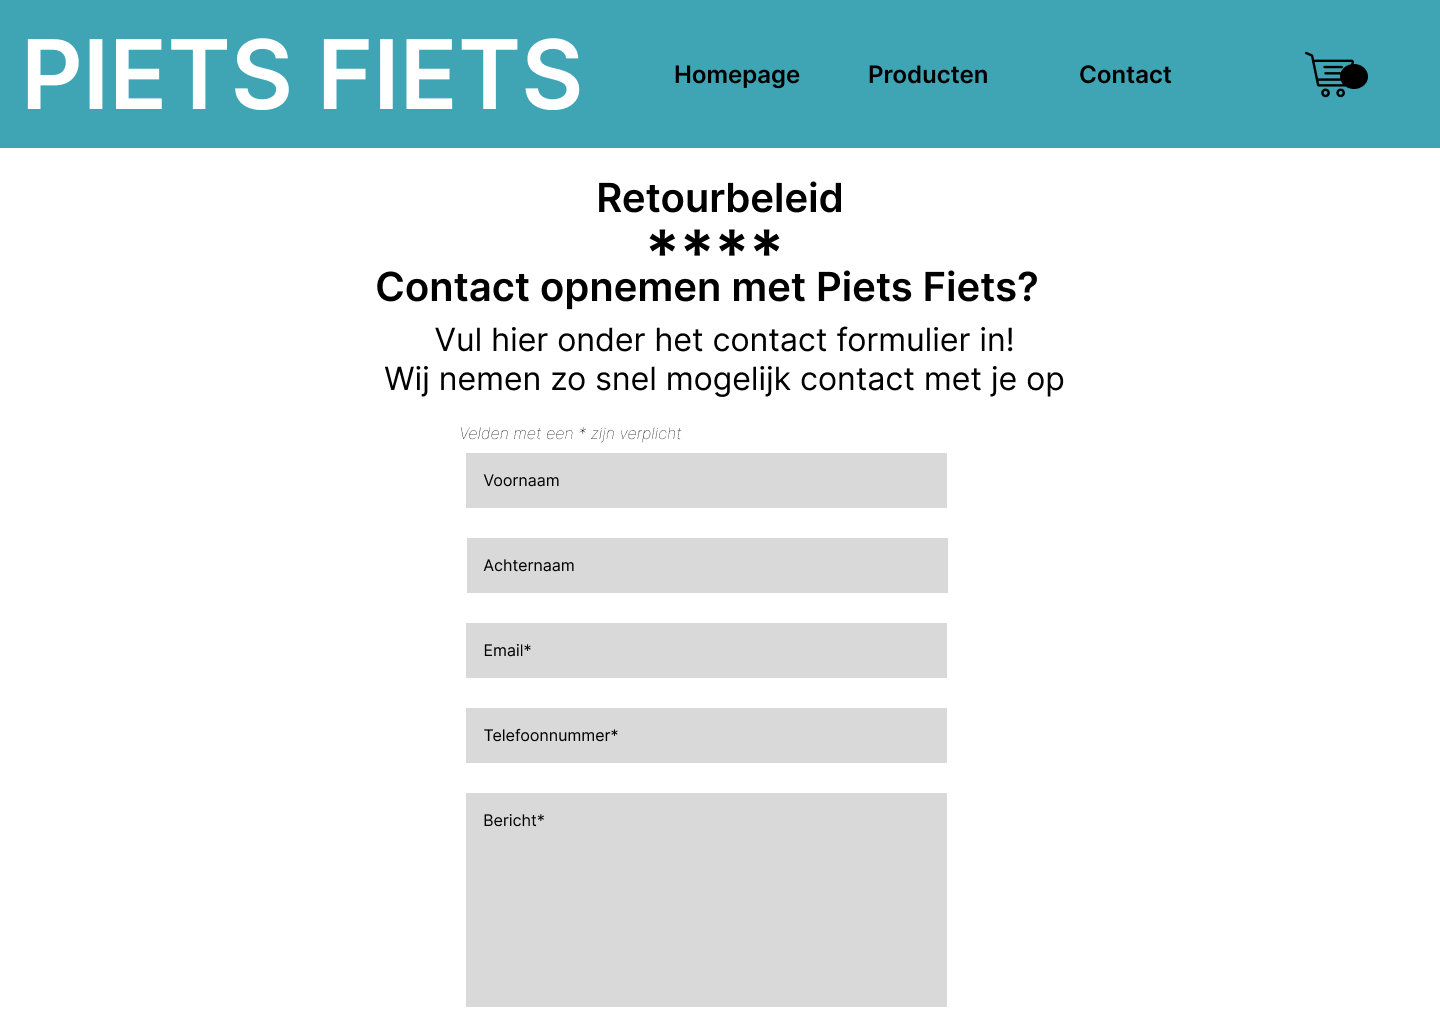 PIETS FIETS
Homepage Producten Contact
Retourbeleid
****
Contact opnemen met Piets Fiets?
Vul hier onder het contact formulier in!
Wij nemen zo snel mogelijk contact met je op
Velden met een * zijn verplicht
Voornaam
Achternaam
Email*
Telefoonnummer*
Bericht*